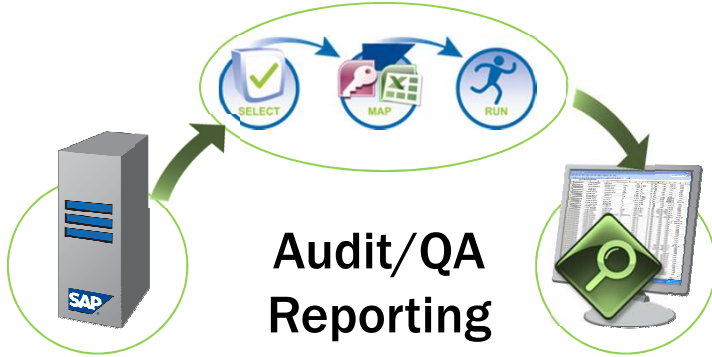 SELECT
MAP
RUN
SAP
Audit/QA
Reporting